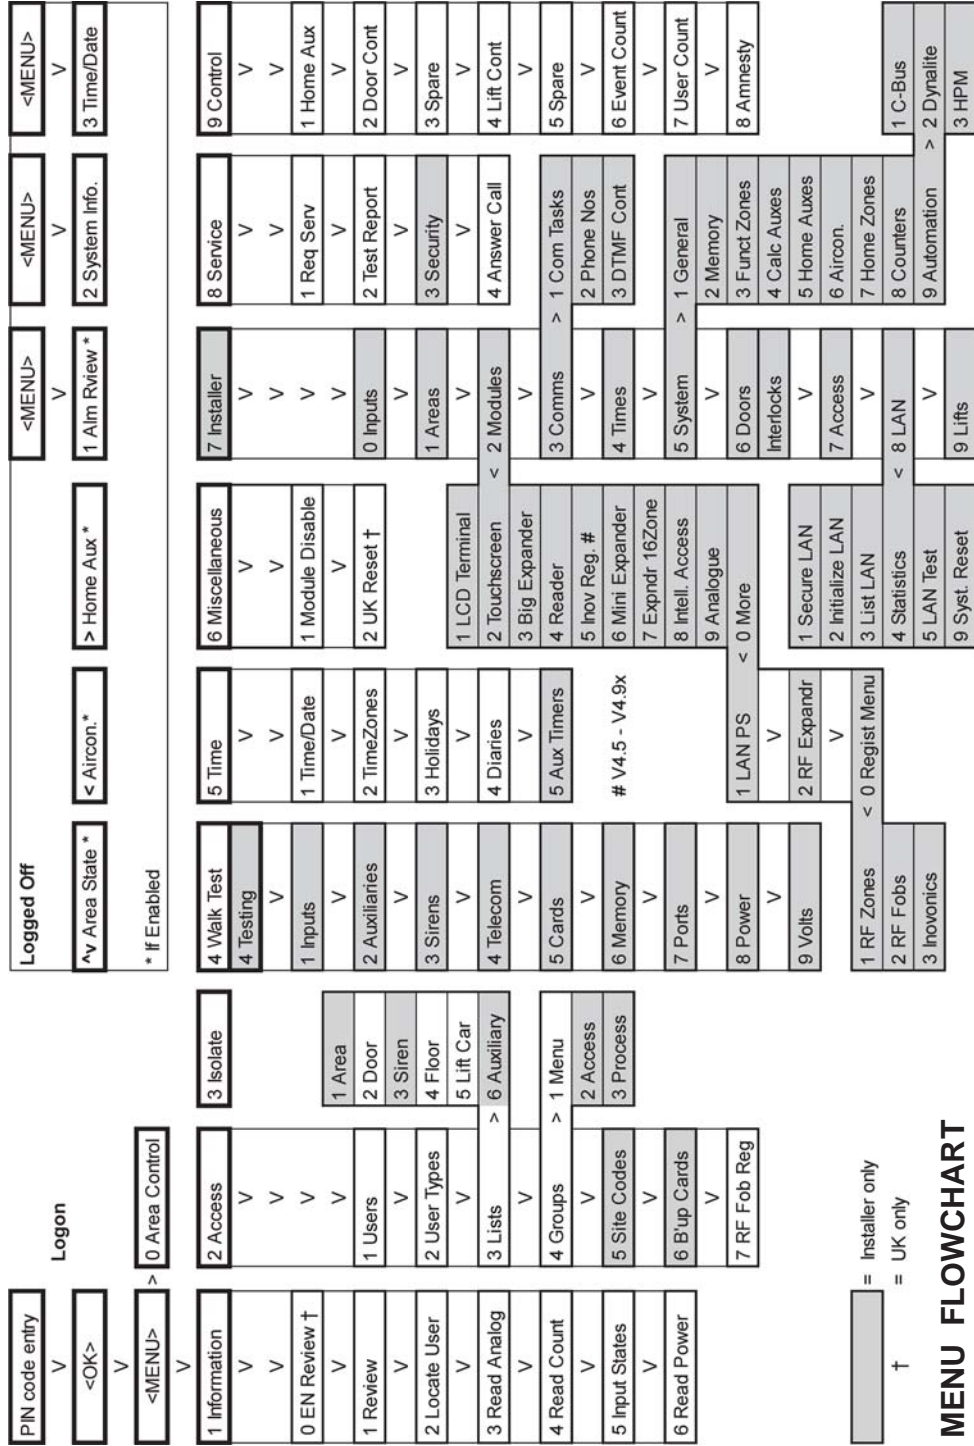 PIN code entry
V
<OK>
V
<MENU> > 0 Area Control
V
Logon
Logged Off
^v Area State *
< Aircon.*
> Home Aux *
<MENU>
V
1 Alm Rview *
<MENU>
V
2 System Info.
<MENU>
V
3 Time/Date
* If Enabled
1 Information
V
V
0 EN Review †
V
1 Review
V
2 Locate User
V
3 Read Analog
V
4 Read Count
V
5 Input States
V
6 Read Power
2 Access
V
V
V
V
1 Users
V
2 User Types
V
3 Lists >
V
4 Groups >
V
5 Site Codes
V
6 B'up Cards
V
7 RF Fob Reg
3 Isolate
1 Area
2 Door
3 Siren
4 Floor
5 Lift Car
6 Auxiliary
1 Menu
2 Access
3 Process
4 Walk Test
4 Testing
V
1 Inputs
V
2 Auxiliaries
V
3 Sirens
V
4 Telecom
V
5 Cards
V
6 Memory
V
7 Ports
V
8 Power
V
9 Volts
1 RF Zones
2 RF Fobs
3 Inovonics
5 Time
V
V
1 Time/Date
V
2 TimeZones
V
3 Holidays
V
4 Diaries
V
5 Aux Timers
# V4.5 - V4.9x
1 LAN PS
V
2 RF Expandr
V
< 0 Regist Menu
6 Miscellaneous
V
V
1 Module Disable
V
2 UK Reset †
1 LCD Terminal
2 Touchscreen
3 Big Expander
4 Reader
5 Inov Reg. #
6 Mini Expander
7 Expndr 16Zone
8 Intell. Access
9 Analogue
< 0 More
1 Secure LAN
2 Initialize LAN
3 List LAN
4 Statistics
5 LAN Test
9 Syst. Reset
7 Installer
V
V
V
V
0 Inputs
V
1 Areas
V
< 2 Modules
V
3 Comms >
V
4 Times
V
5 System >
V
6 Doors
Interlocks
V
7 Access
V
< 8 LAN
V
9 Lifts
8 Service
V
V
1 Req Serv
V
2 Test Report
V
3 Security
V
4 Answer Call
1 Com Tasks
2 Phone Nos
3 DTMF Cont
1 General
2 Memory
3 Funct Zones
4 Calc Auxes
5 Home Auxes
6 Aircon.
7 Home Zones
8 Counters
9 Automation >
9 Control
V
V
1 Home Aux
V
2 Door Cont
V
3 Spare
V
4 Lift Cont
V
5 Spare
V
6 Event Count
V
7 User Count
V
8 Amnesty
1 C-Bus
2 Dynalite
3 HPM
= Installer only
† = UK only
MENU FLOWCHART